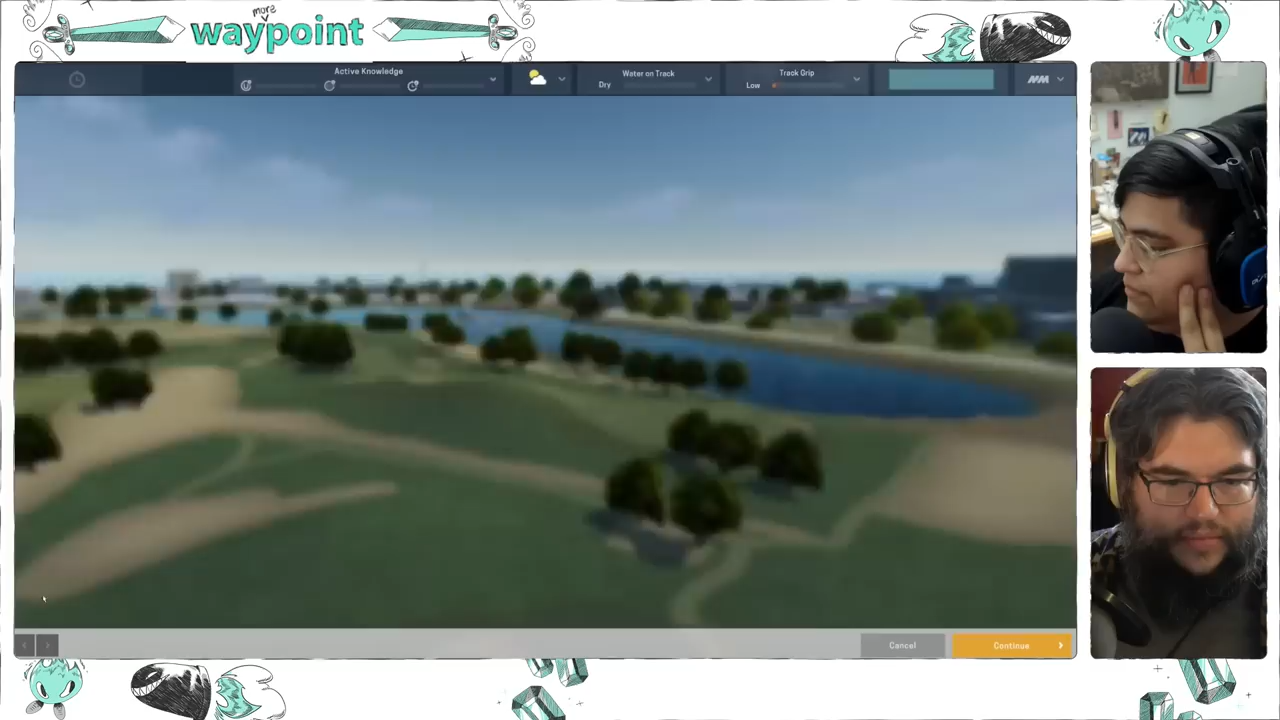 more
waypoint
Active Knowledge
Water on Track
Dry
Track Grip
Low
Cancel
Continue